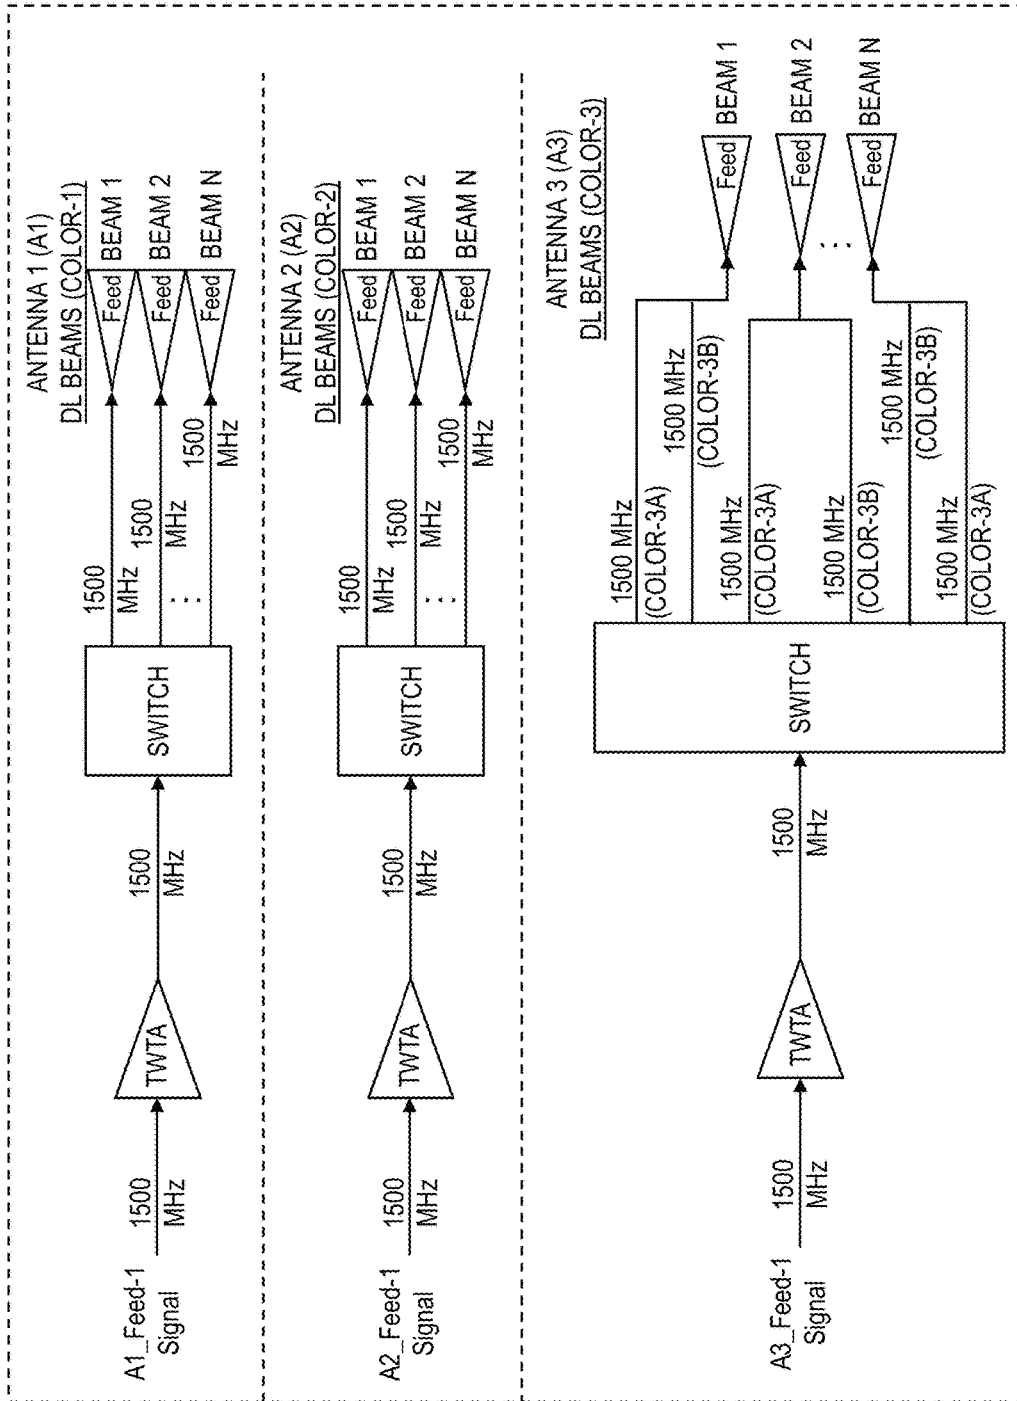 A1_Feed-1
Signal
1500
MHz
TWTA
1500
MHz
SWITCH
1500
MHz
1500
MHz
1500
MHz
ANTENNA 1 (A1)
DL BEAMS (COLOR-1)
Feed
BEAM 1
Feed
BEAM 2
Feed
BEAM N
A2_Feed-1
Signal
1500
MHz
TWTA
1500
MHz
SWITCH
1500
MHz
1500
MHz
1500
MHz
ANTENNA 2 (A2)
DL BEAMS (COLOR-2)
Feed
BEAM 1
Feed
BEAM 2
Feed
BEAM N
A3_Feed-1
Signal
1500
MHz
TWTA
1500
MHz
SWITCH
1500 MHz
(COLOR-3A)
1500 MHz
(COLOR-3B)
1500 MHz
(COLOR-3A)
1500 MHz
(COLOR-3B)
1500 MHz
(COLOR-3B)
1500 MHz
(COLOR-3A)
ANTENNA 3 (A3)
DL BEAMS (COLOR-3)
Feed
BEAM 1
Feed
BEAM 2
Feed
BEAM N